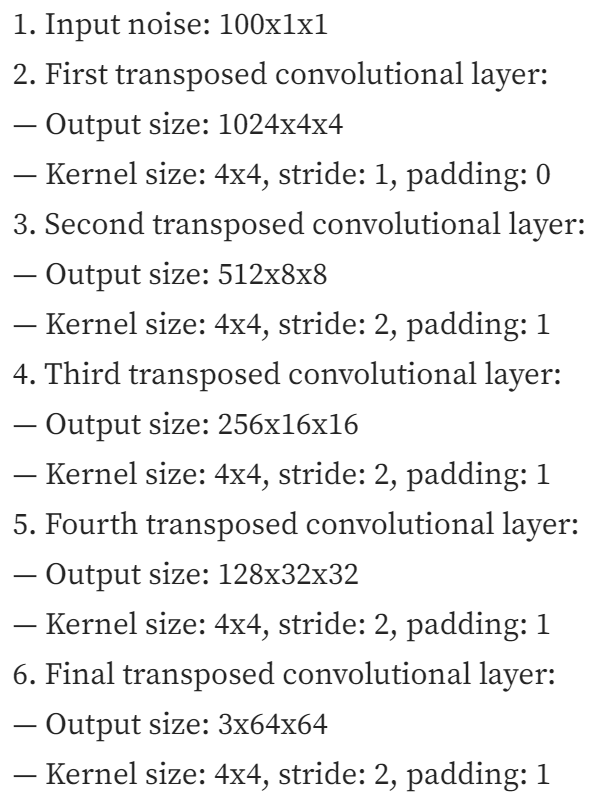 1. Input noise: 100x1x1
2. First transposed convolutional layer:
— Output size: 1024x4x4
— Kernel size: 4x4, stride: 1, padding: 0
3. Second transposed convolutional layer:
— Output size: 512x8x8
— Kernel size: 4x4, stride: 2, padding: 1
4. Third transposed convolutional layer:
— Output size: 256x16x16
— Kernel size: 4x4, stride: 2, padding: 1
5. Fourth transposed convolutional layer:
— Output size: 128x32x32
— Kernel size: 4x4, stride: 2, padding: 1
6. Final transposed convolutional layer:
— Output size: 3x64x64
— Kernel size: 4x4, stride: 2, padding: 1